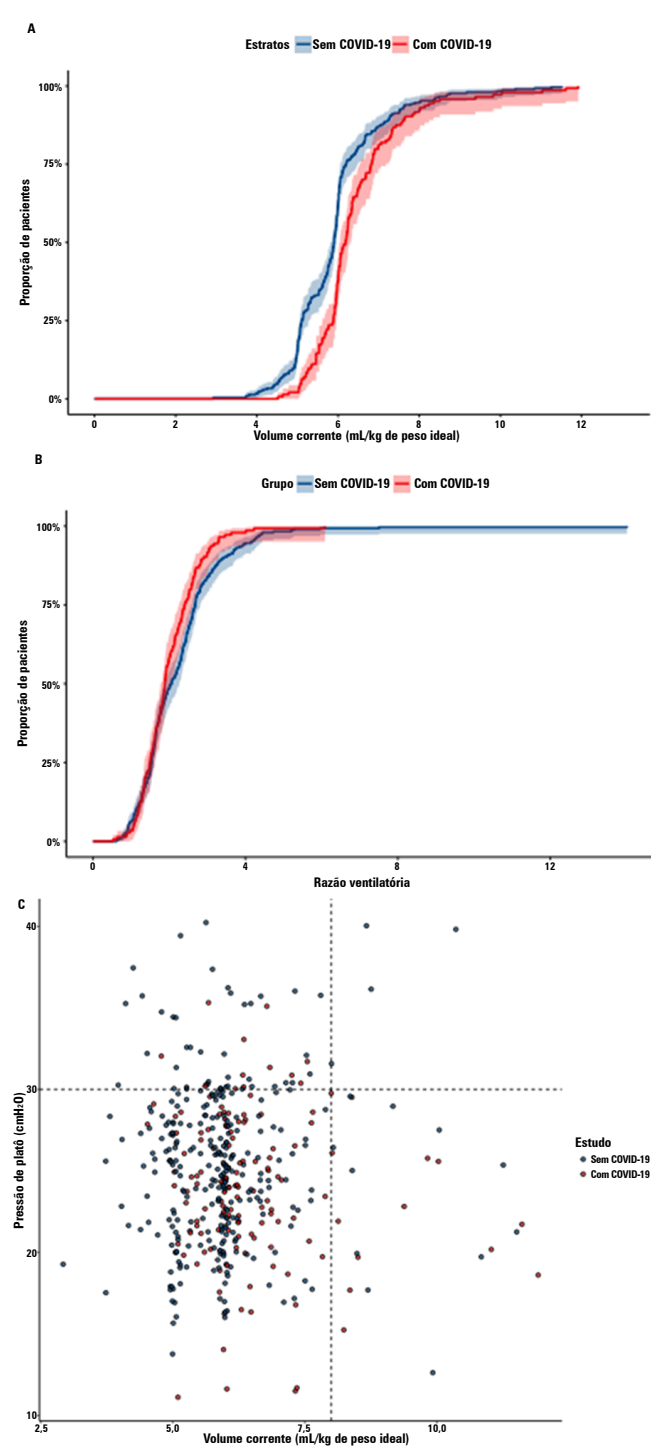 A
Estratos Sem COVID-19 Com COVID-19
Proporção de pacientes
100%
75%
50%
25%
0%
0 2 4 6 8 10 12
Volume corrente (mL/kg de peso ideal)
B
Grupo Sem COVID-19 Com COVID-19
Proporção de pacientes
100%
75%
50%
25%
0%
0 4 8 12
Razão ventilatória
C
Pressão de platô (cmH2O)
40
30
20
10
2,5 5,0 7,5 10,0
Volume corrente (mL/kg de peso ideal)
Estudo
Sem COVID-19
Com COVID-19